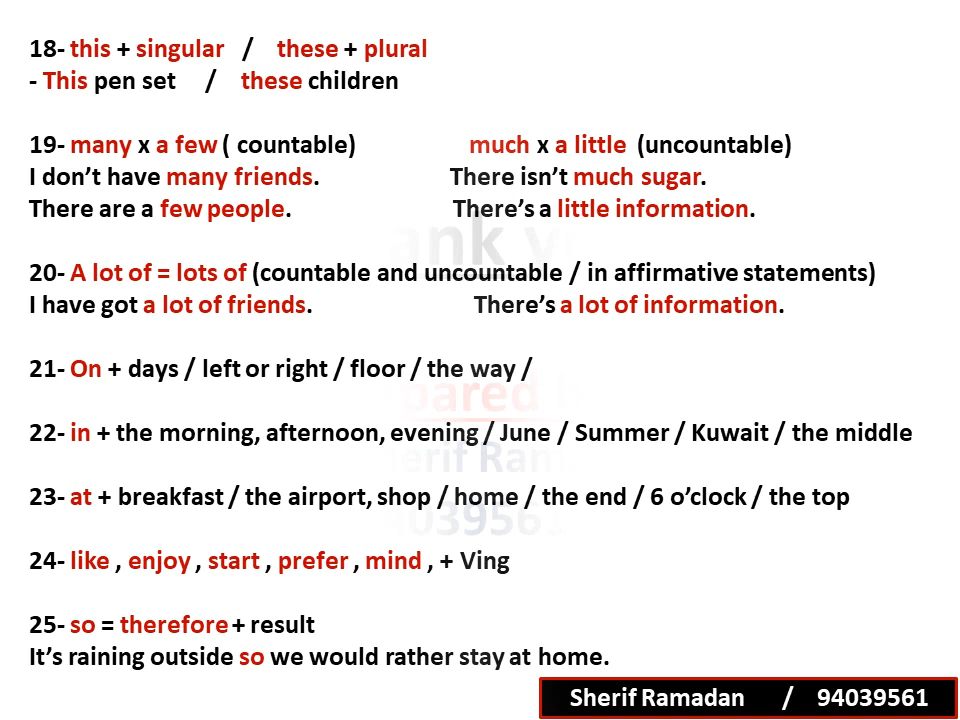 18- this + singular / these + plural
- This pen set / these children
19- many x a few ( countable) much x a little (uncountable)
I don’t have many friends. There isn’t much sugar.
There are a few people. There’s a little information.
20- A lot of = lots of (countable and uncountable / in affirmative statements)
I have got a lot of friends. There’s a lot of information.
21- On + days / left or right / floor / the way /
22- in + the morning, afternoon, evening / June / Summer / Kuwait / the middle
23- at + breakfast / the airport, shop / home / the end / 6 o’clock / the top
24- like , enjoy , start , prefer , mind , + Ving
25- so = therefore + result
It’s raining outside so we would rather stay at home.
Sherif Ramadan / 94039561